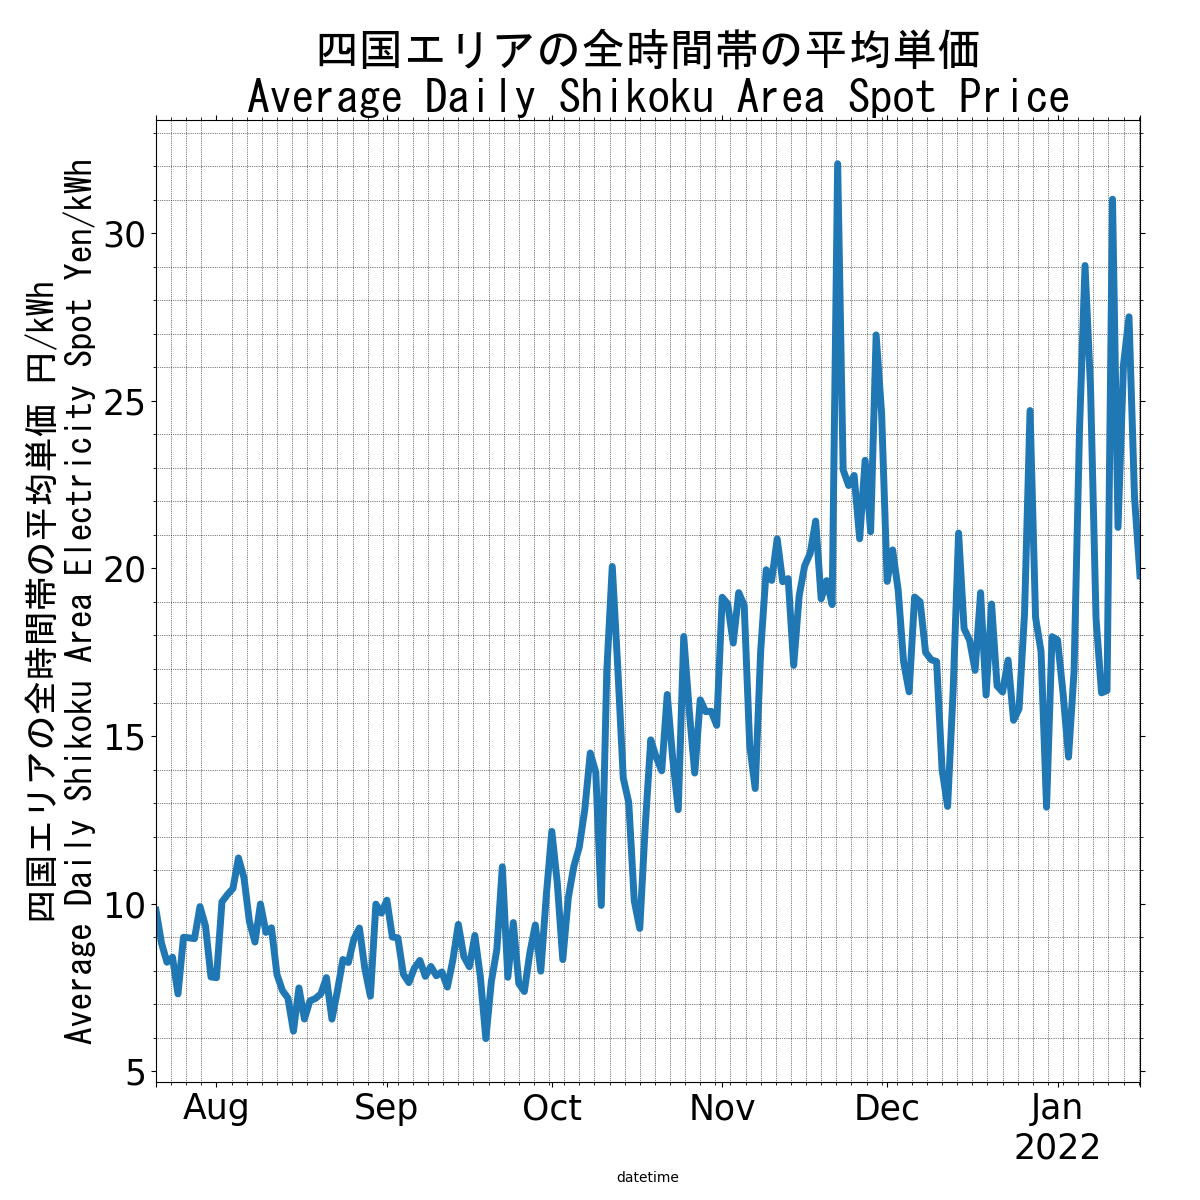 四国エリアの全時間帯の平均単価
Average Daily Shikoku Area Spot Price
四国エリアの全時間帯の平均単価 円/kWh
Average Daily Shikoku Area Electricity Spot Yen/kWh
30
25
20
15
10
5
Aug
Sep
Oct
Nov
Dec
Jan
2022
datetime